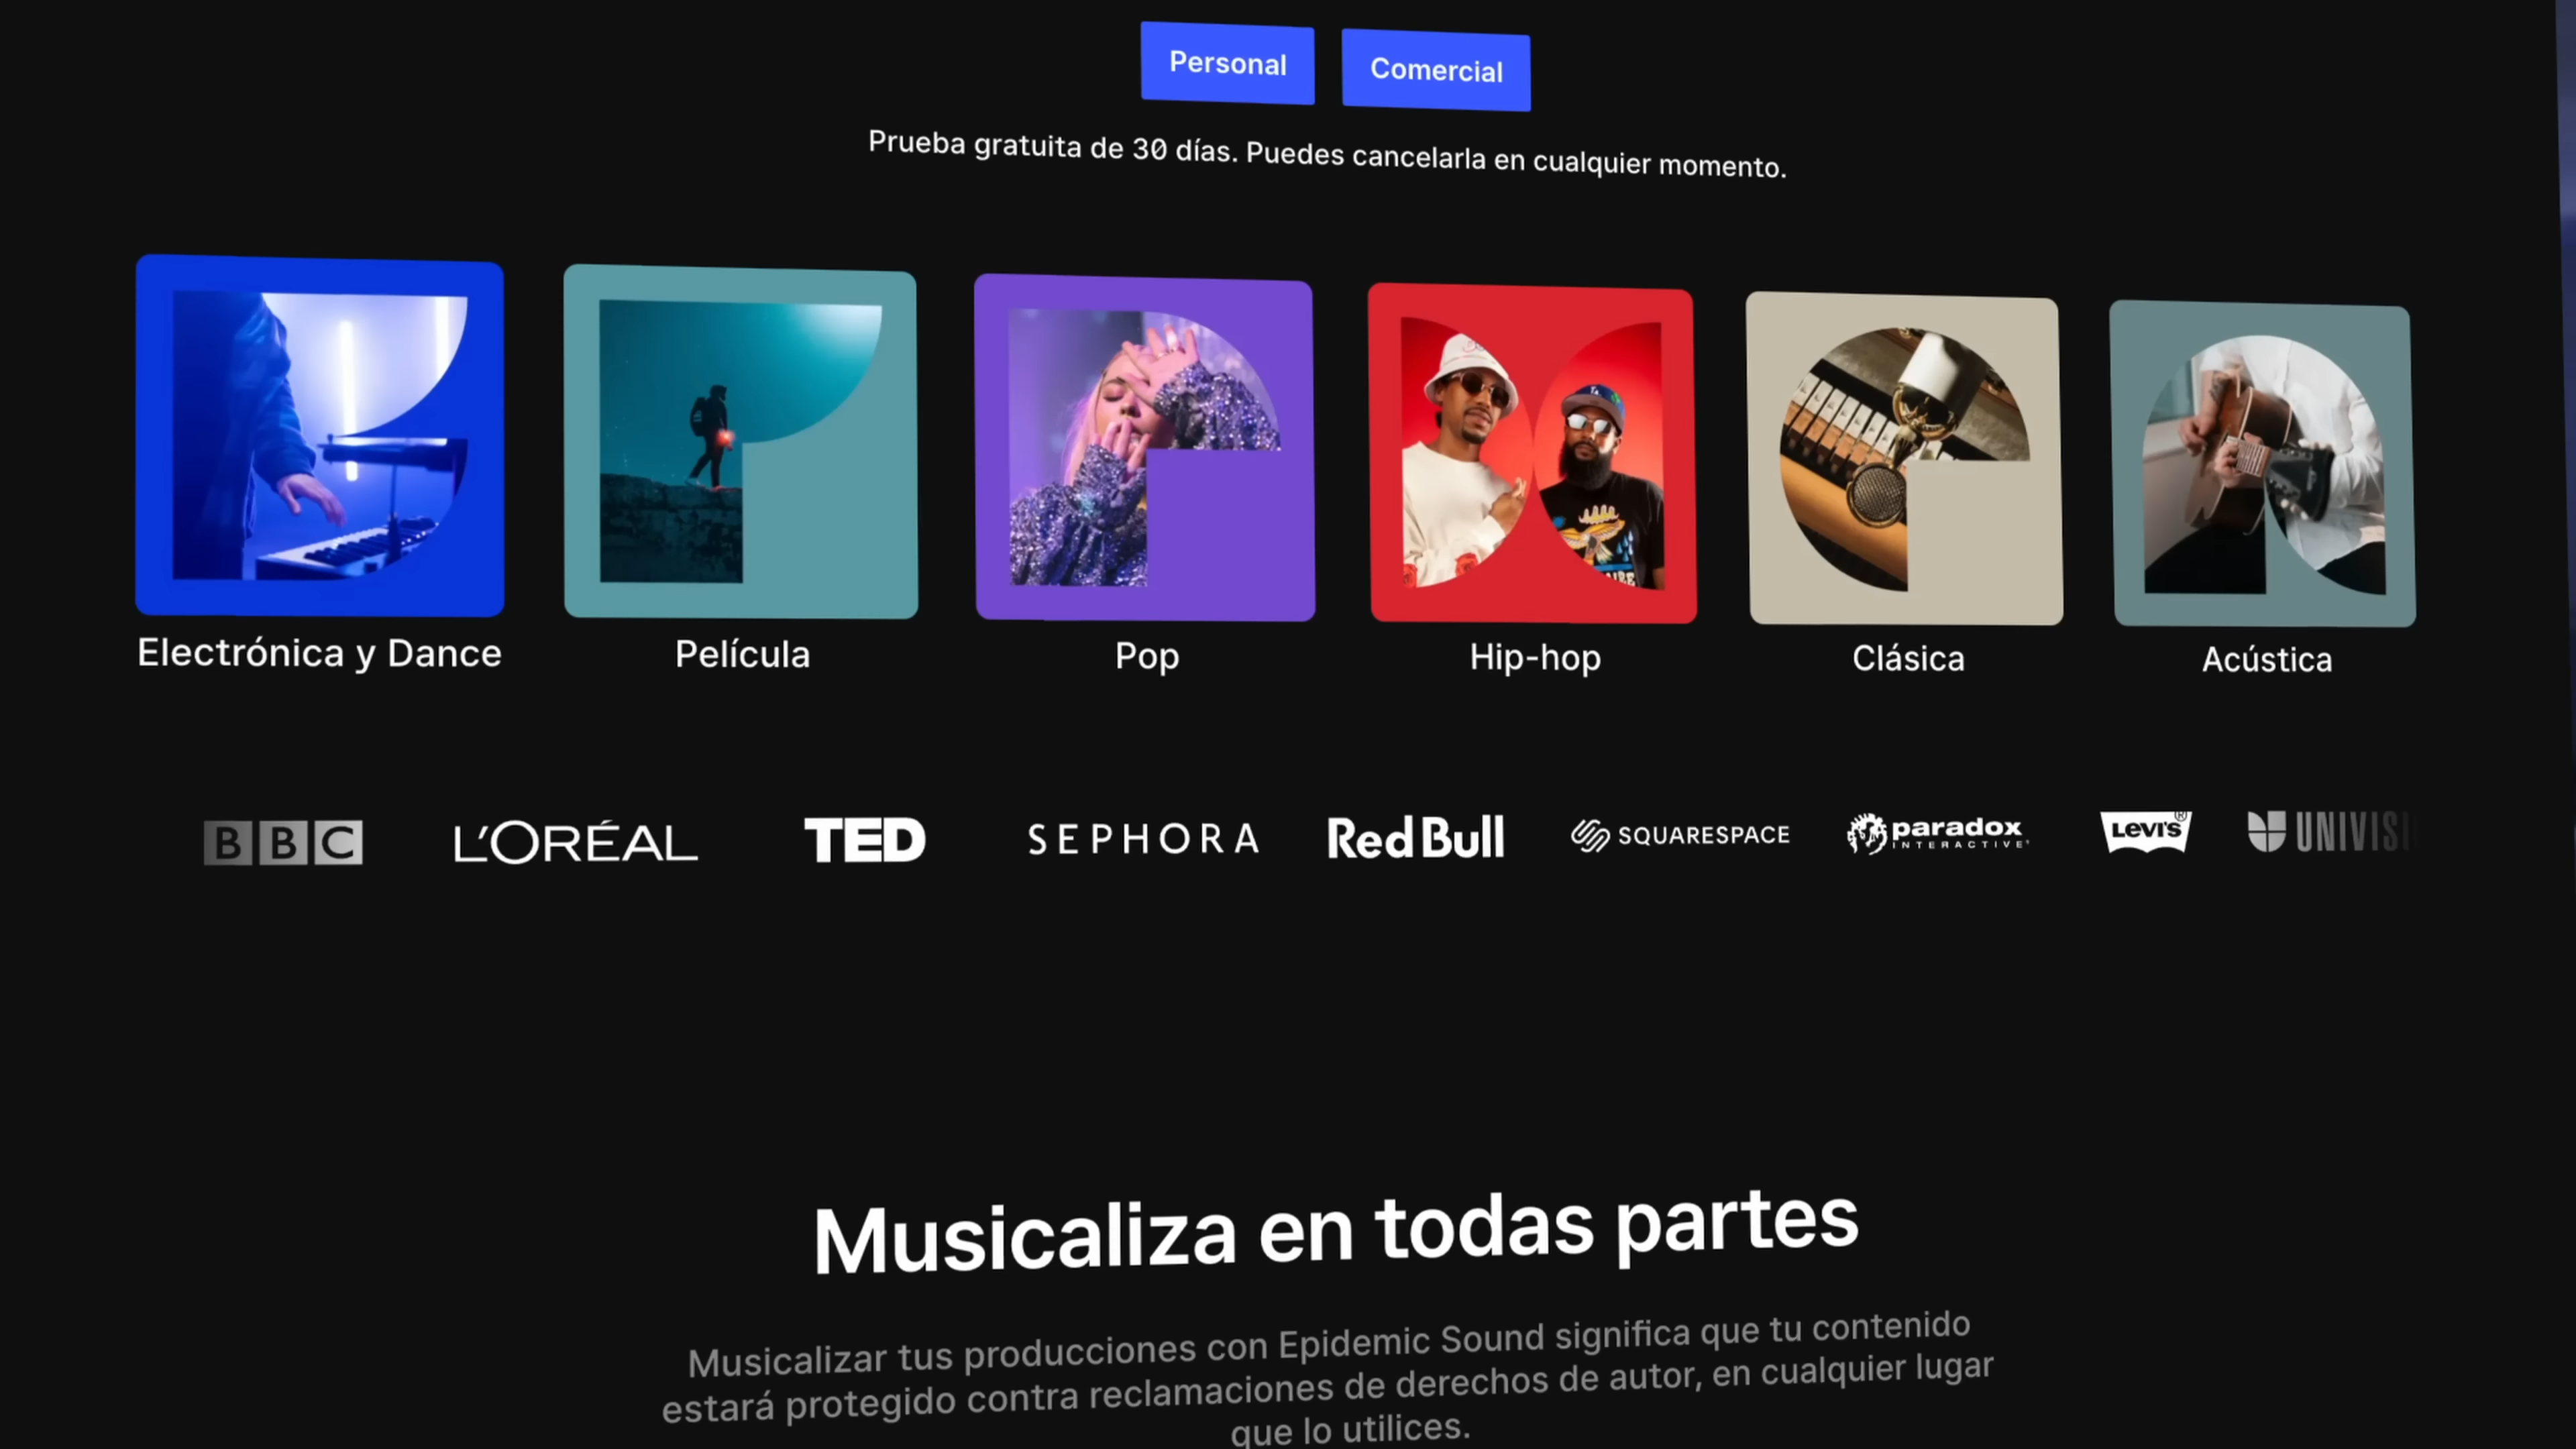 Personal
Comercial
Prueba gratuita de 30 días. Puedes cancelarla en cualquier momento.
Electrónica y Dance
Película
Pop
Hip-hop
Clásica
Acústica
BBC
L'ORÉAL
TED
SEPHORA
Red Bull
SQUARESPACE
paradox
INTERACTIVE
LEVI'S®
Musicaliza en todas partes
Musicalizar tus producciones con Epidemic Sound significa que tu contenido
estará protegido contra reclamaciones de derechos de autor, en cualquier lugar
que lo utilices.